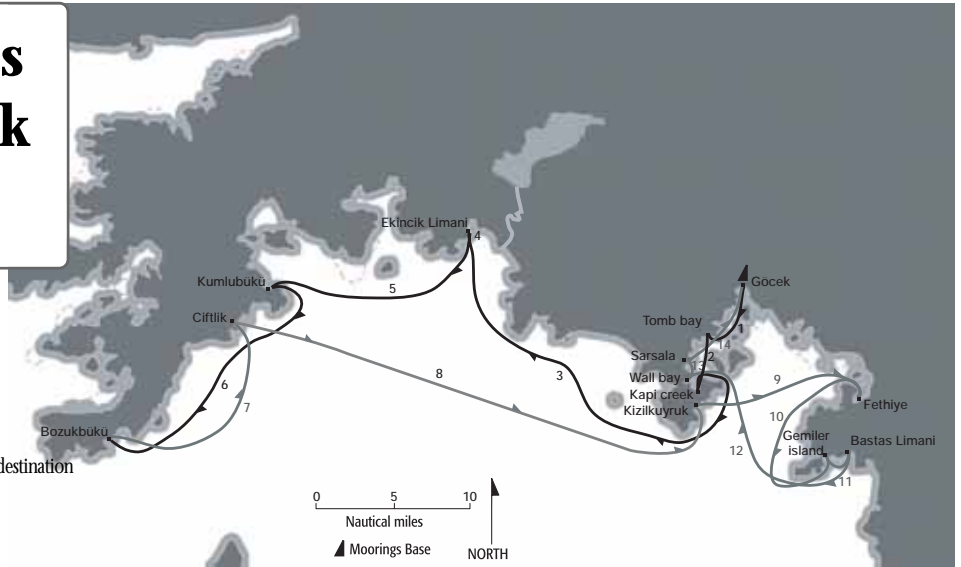 s
k
Ekincik Limani
4
Göcek
Kumlubükü
5
Ciftlik
Tomb bay
1
14
Sarsala
2
13
Wall bay
8
3
9
6
Kapi creek
7
Kizilkuyruk
Fethiye
10
Bozukbükü
Gemiler
island
Bastas Limani
12
destination
11
0 5 10
Nautical miles
Moorings Base
NORTH